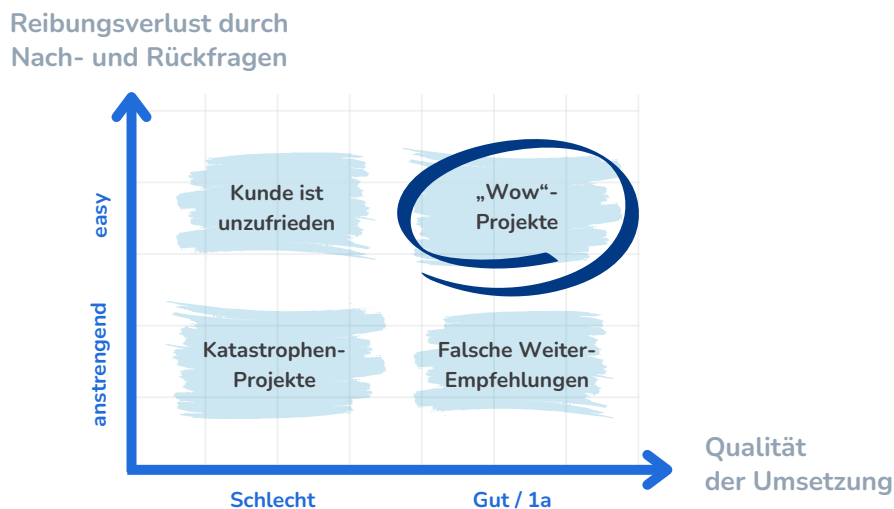 Reibungsverlust durch
Nach- und Rückfragen
easy
Kunde ist
unzufrieden
„Wow“-
Projekte
anstrengend
Katastrophen-
Projekte
Falsche Weiter-
Empfehlungen
Qualität
der Umsetzung
Schlecht
Gut / 1a